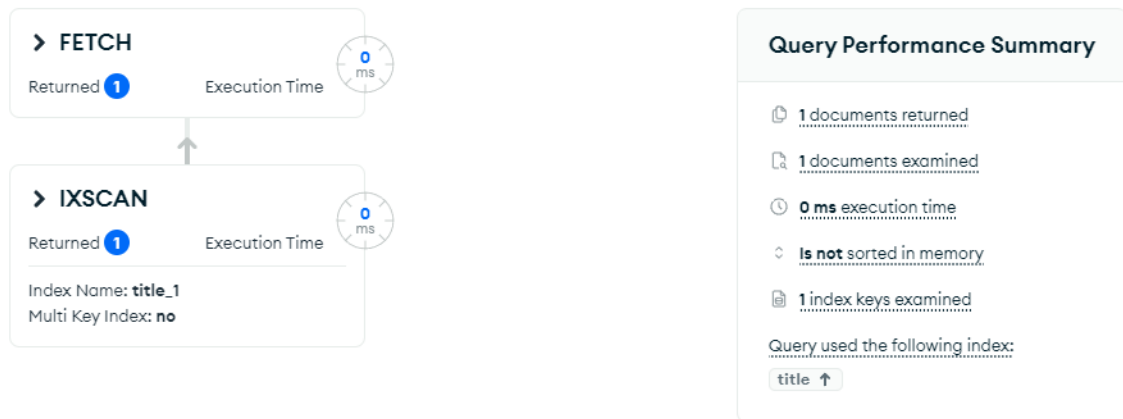 FETCH
Returned 1 Execution Time
0
ms
IXSCAN
Returned 1 Execution Time
0
ms
Index Name: title_1
Multi Key Index: no
Query Performance Summary
1 documents returned
1 documents examined
0 ms execution time
Is not sorted in memory
1 index keys examined
Query used the following index:
title ↑